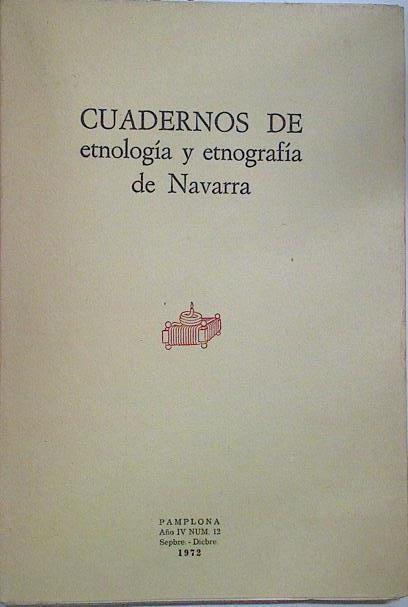 CUADERNOS DE
etnología y etnografía
de Navarra
PAMPLONA
Año IV NUM. 12
Sepbre. - Dicbre.
1972